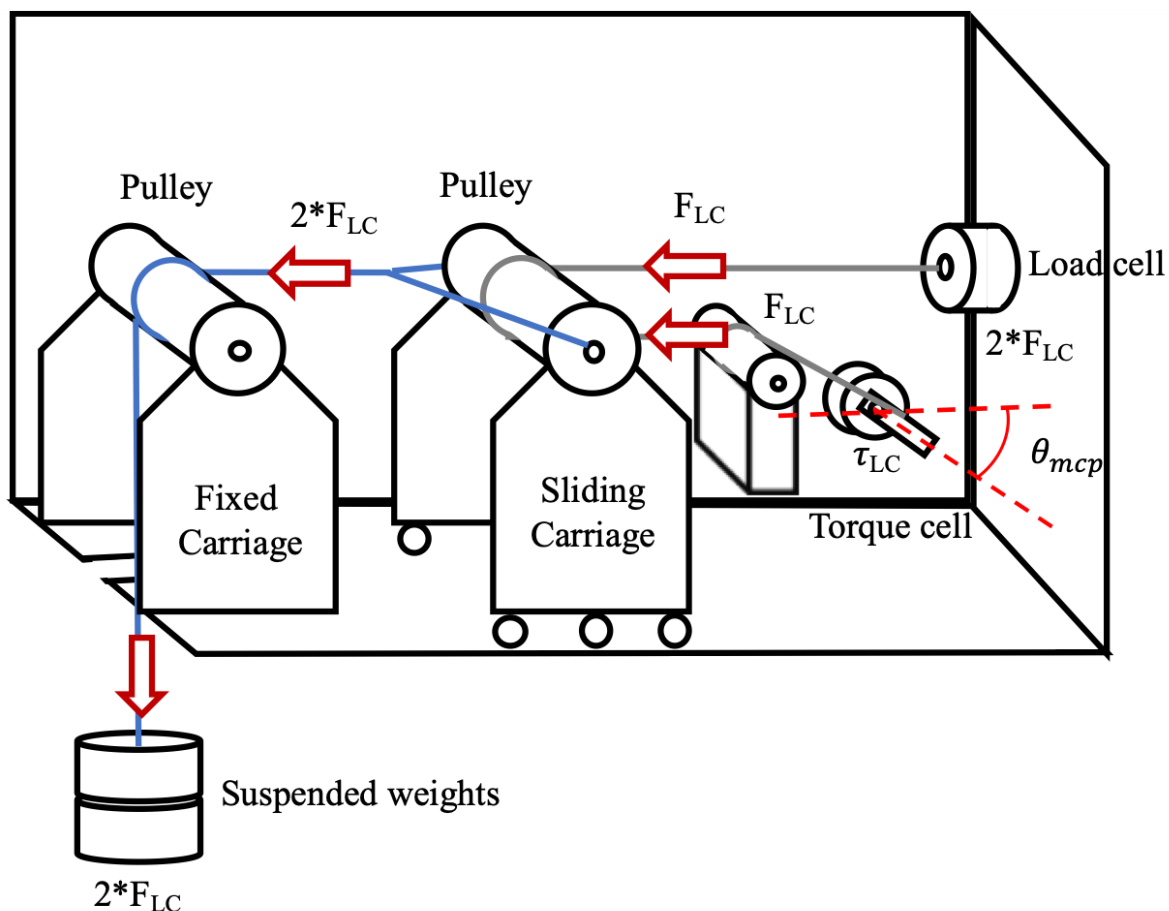 Pulley
2*F_LC
Pulley
F_LC
Load cell
2*F_LC
F_LC
τ_LC
θ_mcp
Torque cell
Fixed
Carriage
Sliding
Carriage
Suspended weights
2*F_LC